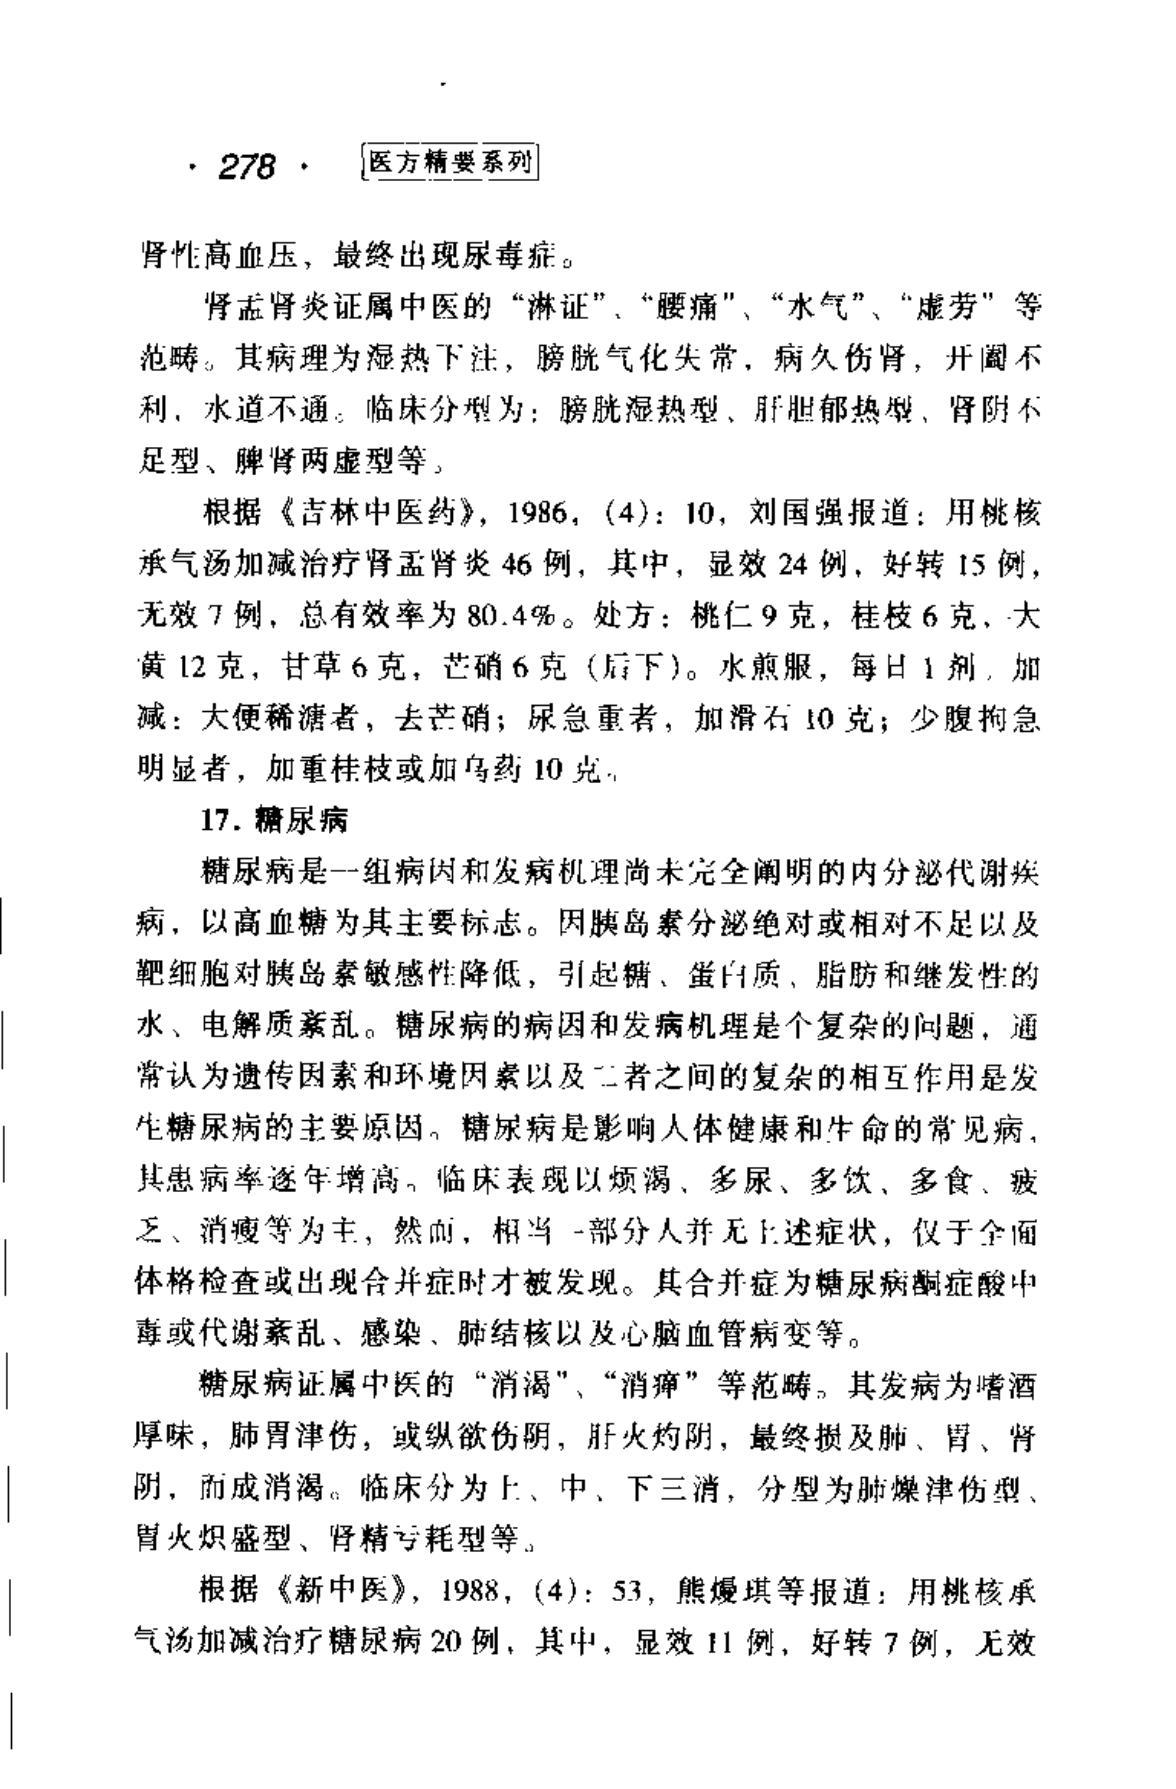 · 278 · 医方精要系列
肾性高血压，最终出现尿毒症。
肾盂肾炎证属中医的“淋证”、“腰痛”、“水气”、“虚劳”等
范畴。其病理为湿热下注，膀胱气化失常，病久伤肾，开阖不
利，水道不通。临床分型为：膀胱湿热型、肝胆郁热型、肾阴不
足型、脾肾两虚型等。
根据《吉林中医药》，1986，（4）：10，刘国强报道：用桃核
承气汤加减治疗肾盂肾炎 46 例，其中，显效 24 例，好转 15 例，
无效 7 例，总有效率为 80.4%。处方：桃仁 9 克，桂枝 6 克，大
黄 12 克，甘草 6 克，芒硝 6 克（后下）。水煎服，每日 1 剂。加
减：大便稀溏者，去芒硝；尿急重者，加滑石 10 克；少腹拘急
明显者，加重桂枝或加乌药 10 克。
17. 糖尿病
糖尿病是一组病因和发病机理尚未完全阐明的内分泌代谢疾
病，以高血糖为其主要标志。因胰岛素分泌绝对或相对不足以及
靶细胞对胰岛素敏感性降低，引起糖、蛋白质、脂肪和继发性的
水、电解质紊乱。糖尿病的病因和发病机理是个复杂的问题，通
常认为遗传因素和环境因素以及二者之间的复杂的相互作用是发
生糖尿病的主要原因。糖尿病是影响人体健康和生命的常见病，
其患病率逐年增高。临床表现以烦渴、多尿、多饮、多食、疲
乏、消瘦等为主，然而，相当一部分人并无上述症状，仅于全面
体格检查或出现合并症时才被发现。其合并症为糖尿病酮症酸中
毒或代谢紊乱、感染、肺结核以及心脑血管病变等。
糖尿病证属中医的“消渴”、“消瘅”等范畴。其发病为嗜酒
厚味，肺胃津伤，或纵欲伤阴，肝火灼阴，最终损及肺、胃、肾
阴，而成消渴。临床分为上、中、下三消，分型为肺燥津伤型、
胃火炽盛型、肾精亏耗型等。
根据《新中医》，1988，（4）：53，熊熳琪等报道：用桃核承
气汤加减治疗糖尿病 20 例，其中，显效 11 例，好转 7 例，无效